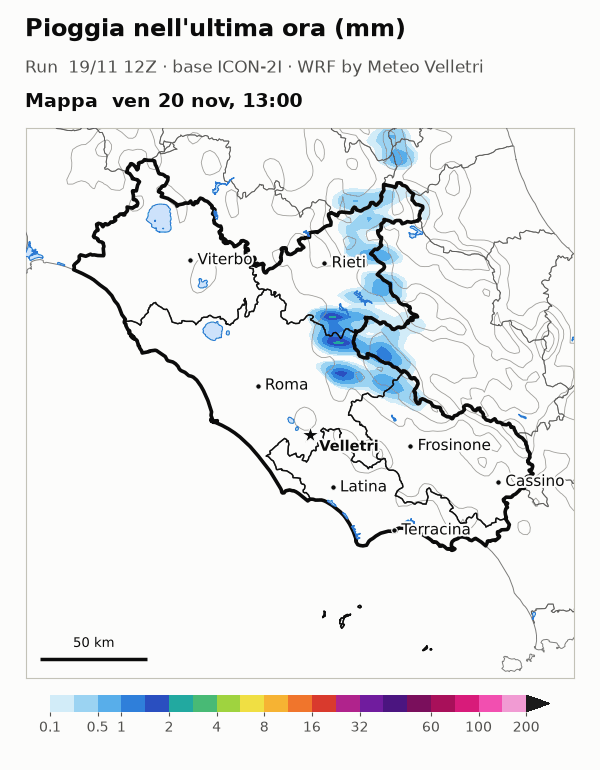 Pioggia nell'ultima ora (mm)
Run  19/11 12Z · base ICON-2I · WRF by Meteo Velletri
Mappa  ven 20 nov, 13:00
Viterbo
Rieti
Roma
Velletri
Frosinone
Latina
Cassino
Terracina
50 km
0.1 0.5 1 2 4 8 16 32 60 100 200